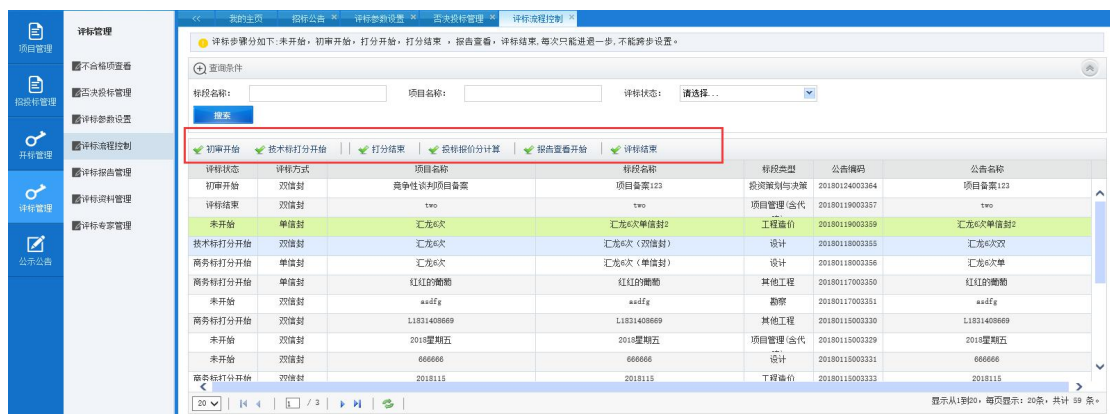 << 我的主页 招标公告 × 评标参数设置 × 否决投标管理 × 评标流程控制 ×
项目管理
招投标管理
开标管理
评标管理
公示公告
评标管理
不合格项查看
否决投标管理
评标参数设置
评标流程控制
评标报告管理
评标资料管理
评标专家管理
评标步骤分如下:未开始，初审开始，打分开始，打分结束 ，报告查看，评标结束,每次只能进退一步,不能跨步设置。
查询条件
标段名称： 项目名称： 评标状态： 请选择...
搜索
初审开始 技术标打分开始 打分结束 投标报价分计算 报告查看开始 评标结束
评标状态 评标方式 项目名称 标段名称 标段类型 公告编码 公告名称
初审开始 双信封 竞争性谈判项目备案 项目备案123 投资策划与决策 20180124003364 项目备案123
评标结束 双信封 two two 项目管理(含代 20180119003357 two
未开始 单信封 汇龙6次 汇龙6次单信封2 工程造价 20180119003359 汇龙6次单信封2
技术标打分开始 双信封 汇龙6次 汇龙6次（双信封） 设计 20180118003355 汇龙6次双
商务标打分开始 单信封 汇龙6次 汇龙6次（单信封） 设计 20180118003356 汇龙6次单
商务标打分开始 单信封 红红的葡萄 红红的葡萄 其他工程 20180117003350 红红的葡萄
未开始 双信封 asdfg asdfg 勘察 20180117003351 asdfg
商务标打分开始 双信封 L1831408669 L1831408669 其他工程 20180115003330 L1831408669
未开始 双信封 2018星期五 2018星期五 项目管理(含代 20180115003329 2018星期五
未开始 双信封 666666 666666 设计 20180115003331 666666
商务标打分开始 双信封 2018115 2018115 工程造价 20180115003333 2018115
20 1 / 3 显示从1到20，每页显示：20条，共计 59 条。